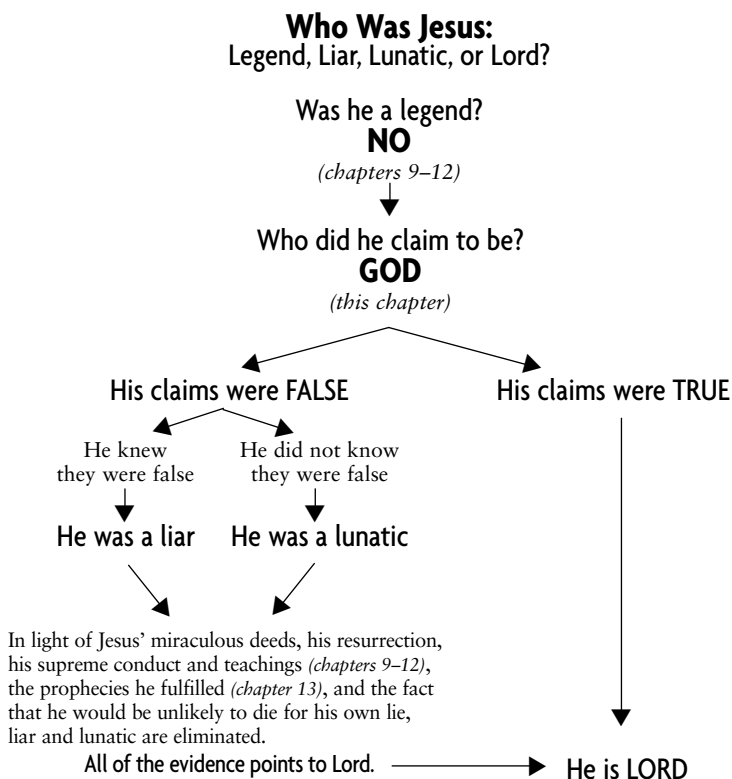 Who Was Jesus:
Legend, Liar, Lunatic, or Lord?
Was he a legend?
NO
(chapters 9–12)
Who did he claim to be?
GOD
(this chapter)
His claims were FALSE
His claims were TRUE
He knew
they were false
He did not know
they were false
He was a liar
He was a lunatic
In light of Jesus’ miraculous deeds, his resurrection,
his supreme conduct and teachings (chapters 9–12),
the prophecies he fulfilled (chapter 13), and the fact
that he would be unlikely to die for his own lie,
liar and lunatic are eliminated.
All of the evidence points to Lord.
He is LORD